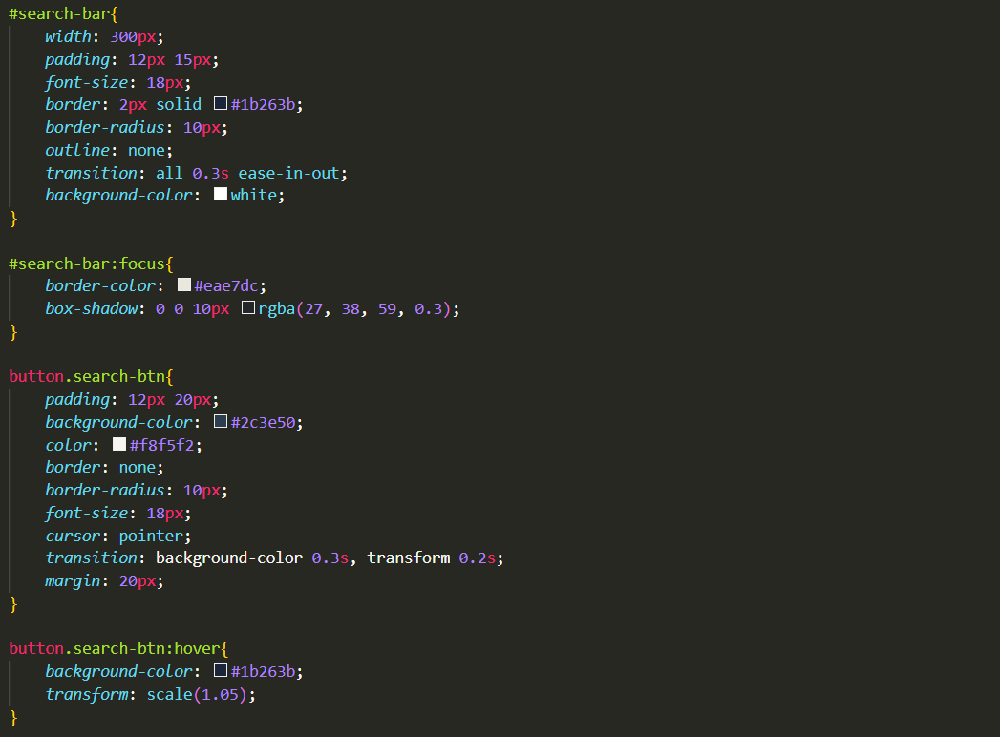 #search-bar{
    width: 300px;
    padding: 12px 15px;
    font-size: 18px;
    border: 2px solid #1b263b;
    border-radius: 10px;
    outline: none;
    transition: all 0.3s ease-in-out;
    background-color: white;
}

#search-bar:focus{
    border-color: #eae7dc;
    box-shadow: 0 0 10px rgba(27, 38, 59, 0.3);
}

button.search-btn{
    padding: 12px 20px;
    background-color: #2c3e50;
    color: #f8f5f2;
    border: none;
    border-radius: 10px;
    font-size: 18px;
    cursor: pointer;
    transition: background-color 0.3s, transform 0.2s;
    margin: 20px;
}

button.search-btn:hover{
    background-color: #1b263b;
    transform: scale(1.05);
}